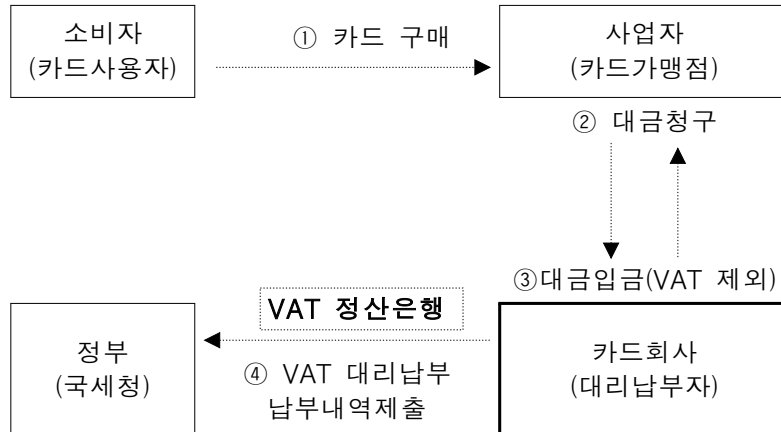 소비자
(카드사용자)
① 카드 구매
사업자
(카드가맹점)
② 대금청구
③대금입금(VAT 제외)
VAT 정산은행
정부
(국세청)
④ VAT 대리납부
납부내역제출
카드회사
(대리납부자)